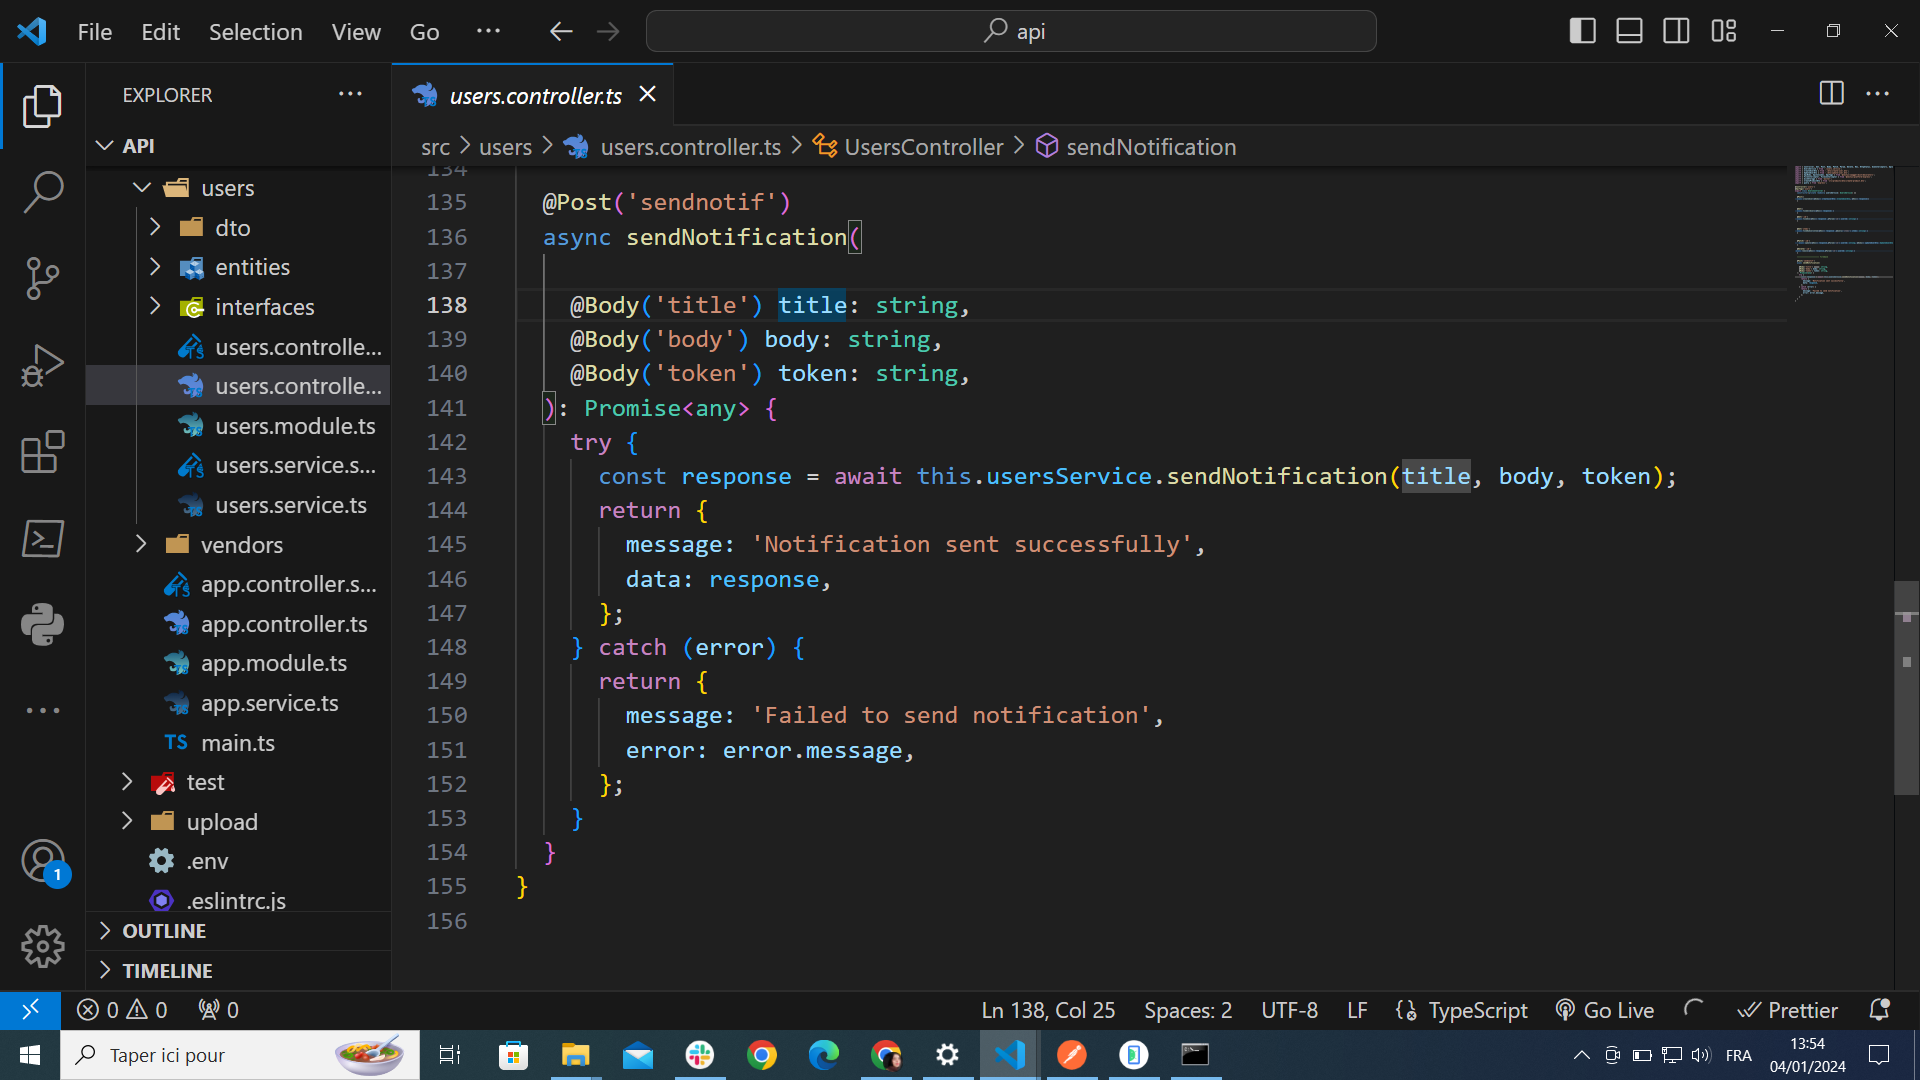 File Edit Selection View Go ··· api
EXPLORER ···
users.controller.ts
API
src > users > users.controller.ts > UsersController > sendNotification
users
dto
entities
interfaces
users.controlle...
users.controlle...
users.module.ts
users.service.s...
users.service.ts
vendors
app.controller.s...
app.controller.ts
app.module.ts
app.service.ts
TS main.ts
test
upload
.env
.eslintrc.js
OUTLINE
TIMELINE
1
134
135 @Post('sendnotif')
136 async sendNotification(
137
138 @Body('title') title: string,
139 @Body('body') body: string,
140 @Body('token') token: string,
141 ): Promise<any> {
142 try {
143 const response = await this.usersService.sendNotification(title, body, token);
144 return {
145 message: 'Notification sent successfully',
146 data: response,
147 };
148 } catch (error) {
149 return {
150 message: 'Failed to send notification',
151 error: error.message,
152 };
153 }
154 }
155 }
156
0 0 0 Ln 138, Col 25 Spaces: 2 UTF-8 LF TypeScript Go Live Prettier
Taper ici pour
FRA
13:54
04/01/2024